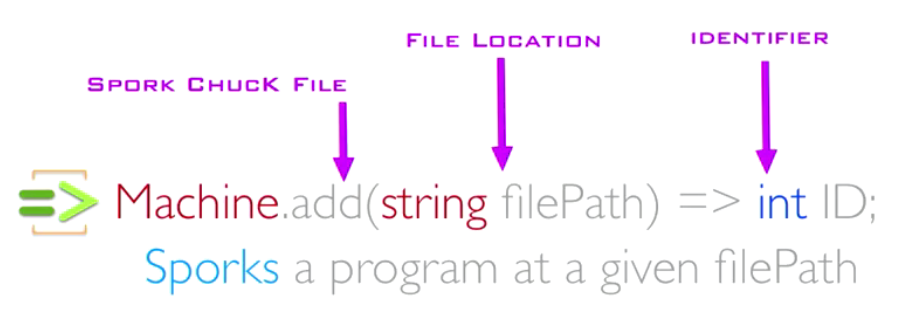 FILE LOCATION
IDENTIFIER
SPORK CHUCK FILE
=> Machine.add(string filePath) => int ID;
Sporks a program at a given filePath